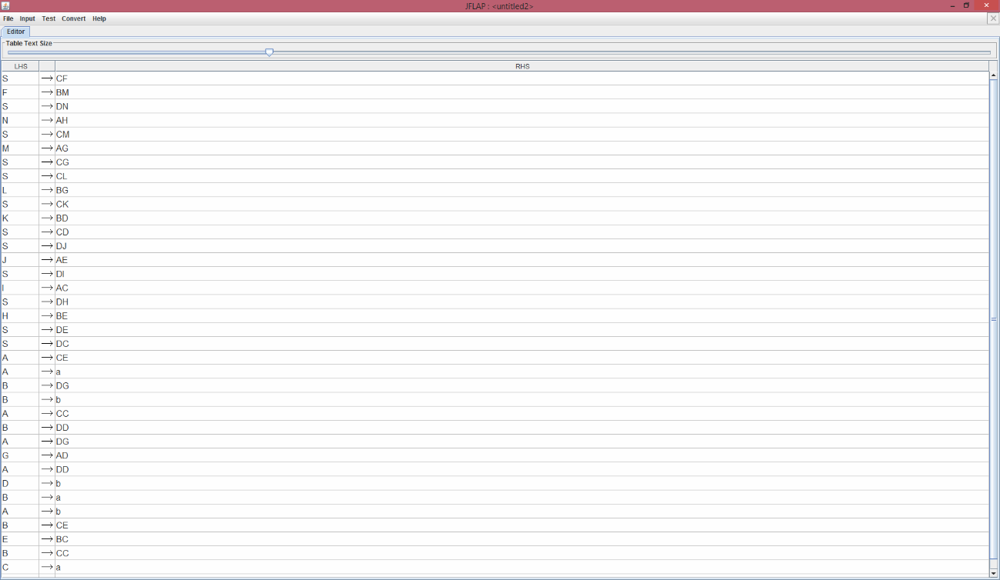 JFLAP : <untitled2>
File Input Test Convert Help
Editor
Table Text Size
LHS RHS
S → CF
F → BM
S → DN
N → AH
S → CM
M → AG
S → CG
S → CL
L → BG
S → CK
K → BD
S → CD
S → DJ
J → AE
S → DI
I → AC
S → DH
H → BE
S → DE
S → DC
A → CE
A → a
B → DG
B → b
A → CC
B → DD
A → DG
G → AD
A → DD
D → b
B → a
A → b
B → CE
E → BC
B → CC
C → a